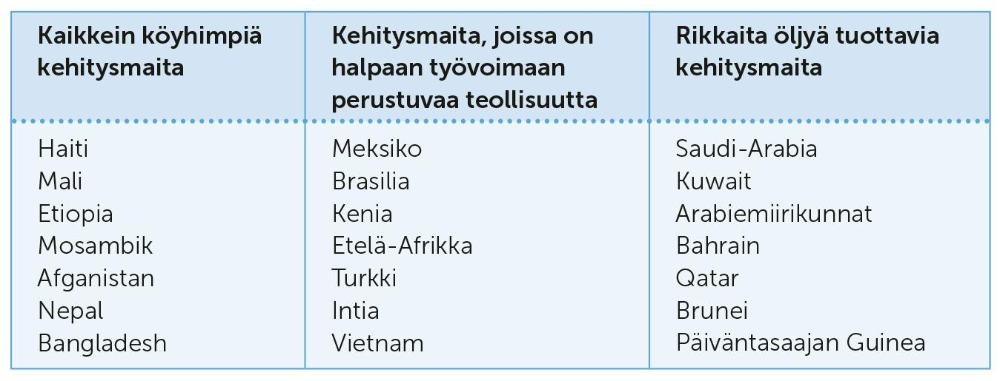 Kaikkein köyhimpiä
kehitysmaita
Kehitysmaita, joissa on
halpaan työvoimaan
perustuvaa teollisuutta
Rikkaita öljyä tuottavia
kehitysmaita
Haiti
Mali
Etiopia
Mosambik
Afganistan
Nepal
Bangladesh
Meksiko
Brasilia
Kenia
Etelä-Afrikka
Turkki
Intia
Vietnam
Saudi-Arabia
Kuwait
Arabiemiirikunnat
Bahrain
Qatar
Brunei
Päiväntasaajan Guinea